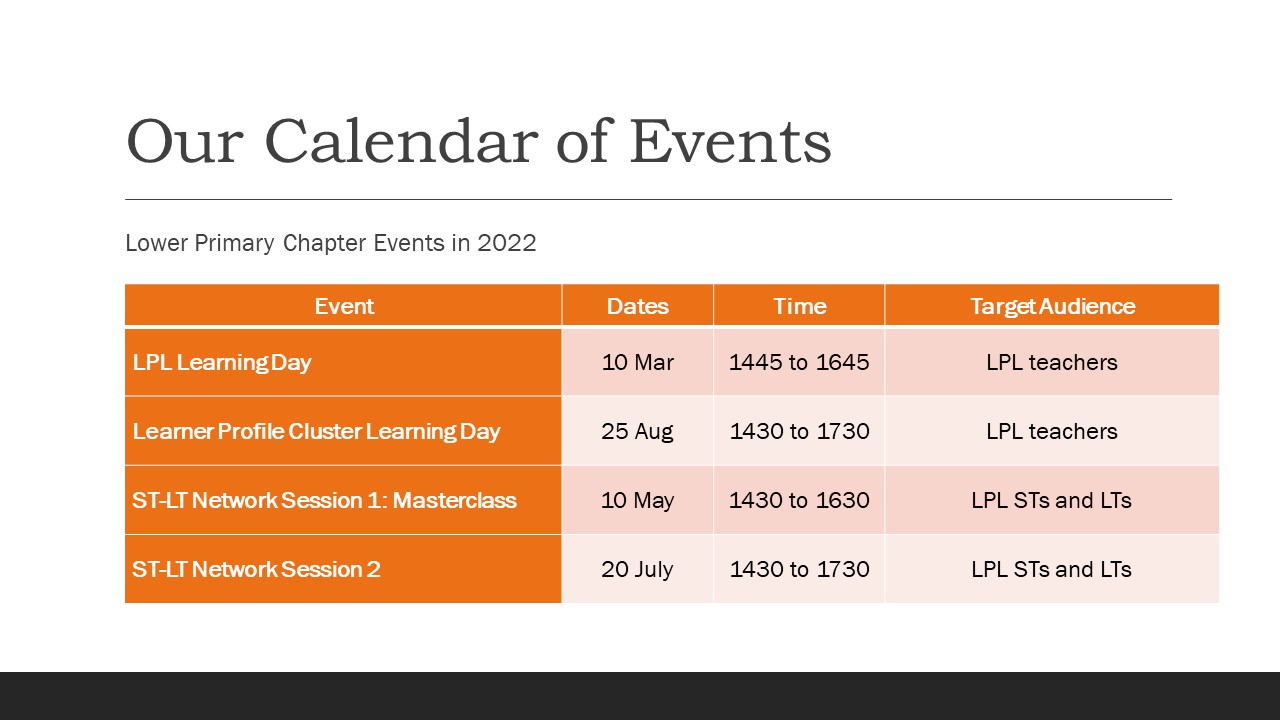 Our Calendar of Events
Lower Primary Chapter Events in 2022
Event Dates Time Target Audience
LPL Learning Day 10 Mar 1445 to 1645 LPL teachers
Learner Profile Cluster Learning Day 25 Aug 1430 to 1730 LPL teachers
ST-LT Network Session 1: Masterclass 10 May 1430 to 1630 LPL STs and LTs
ST-LT Network Session 2 20 July 1430 to 1730 LPL STs and LTs